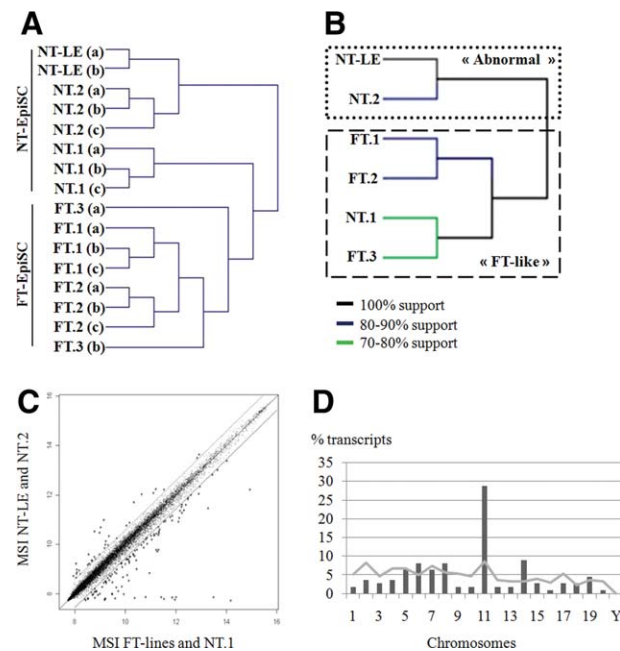 A
NT-EpiSC
NT-LE (a)
NT-LE (b)
NT.2 (a)
NT.2 (b)
NT.2 (c)
NT.1 (a)
NT.1 (b)
NT.1 (c)
FT-EpiSC
FT.3 (a)
FT.1 (a)
FT.1 (b)
FT.1 (c)
FT.2 (a)
FT.2 (b)
FT.2 (c)
FT.3 (b)
B
NT-LE
« Abnormal »
NT.2
FT.1
FT.2
NT.1
FT.3
« FT-like »
100% support
80-90% support
70-80% support
C
MSI NT-LE and NT.2
16
14
12
10
8
8 10 12 14 16
MSI FT-lines and NT.1
D
% transcripts
35
30
25
20
15
10
5
0
1 3 5 7 9 11 13 15 17 19 Y
Chromosomes